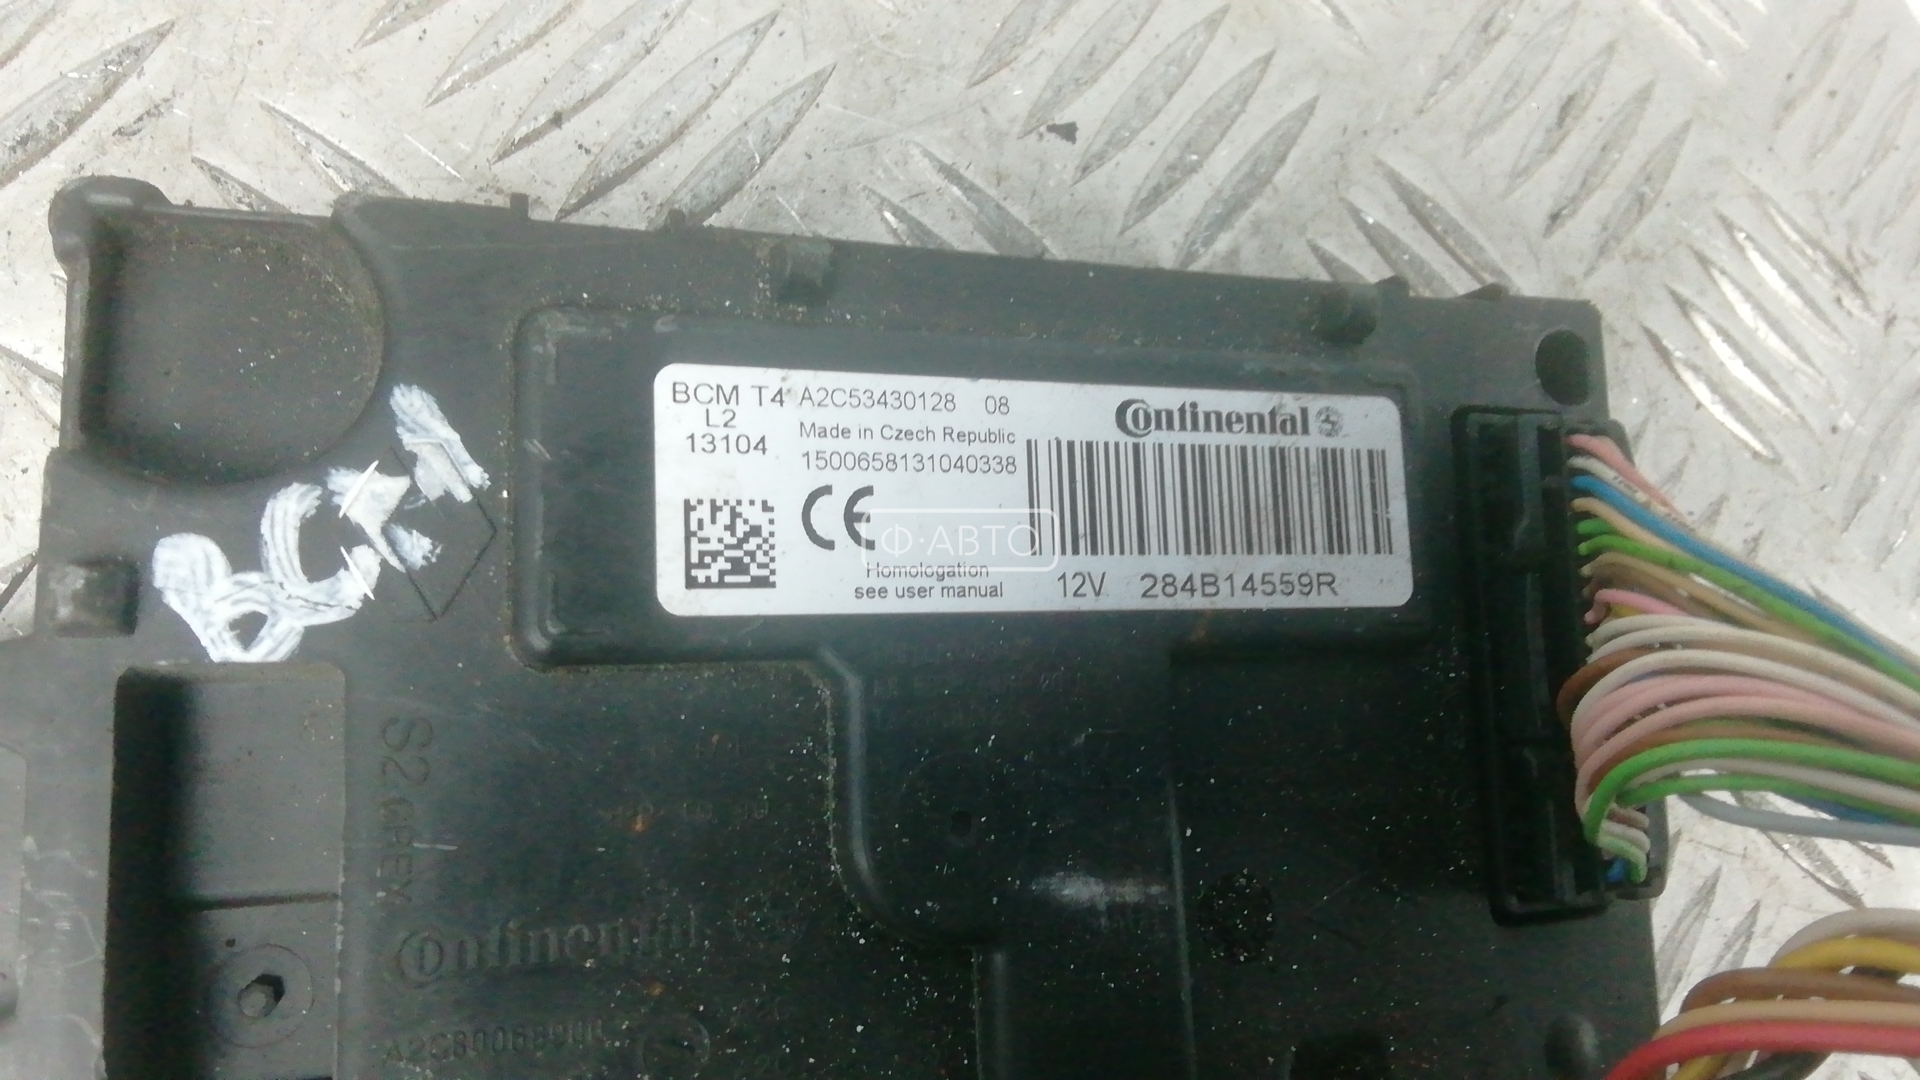 BCM T4 A2C53430128 08
L2
13104
Made in Czech Republic
1500658131040338
Continental
CE
Ф·АВТО
Homologation
see user manual
12V 284B14559R
S2 GREY
Continental